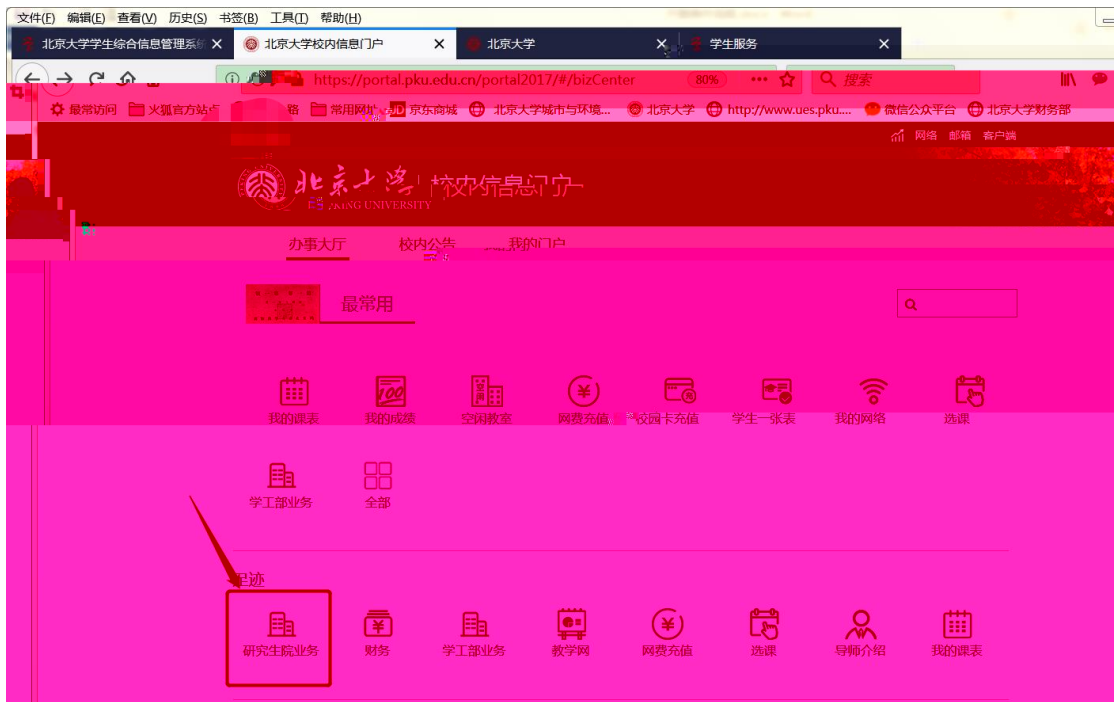 文件(F) 编辑(E) 查看(V) 历史(S) 书签(B) 工具(T) 帮助(H)
北京大学学生综合信息管理系统 北京大学校内信息门户 北京大学 学生服务
https://portal.pku.edu.cn/portal2017/#/bizCenter 80% 搜索
最常访问 火狐官方站点 常用网址 京东商城 北京大学城市与环境... 北京大学 http://www.ues.pku.... 微信公众平台 北京大学财务部
网络 邮箱 客户端
北京大学 校内信息门户
PEKING UNIVERSITY
办事大厅 校内公告 我的门户
最常用
我的课表 我的成绩 空闲教室 网费充值 校园卡充值 学生一张表 我的网络 选课
学工部业务 全部
足迹
研究生院业务 财务 学工部业务 教学网 网费充值 选课 导师介绍 我的课表